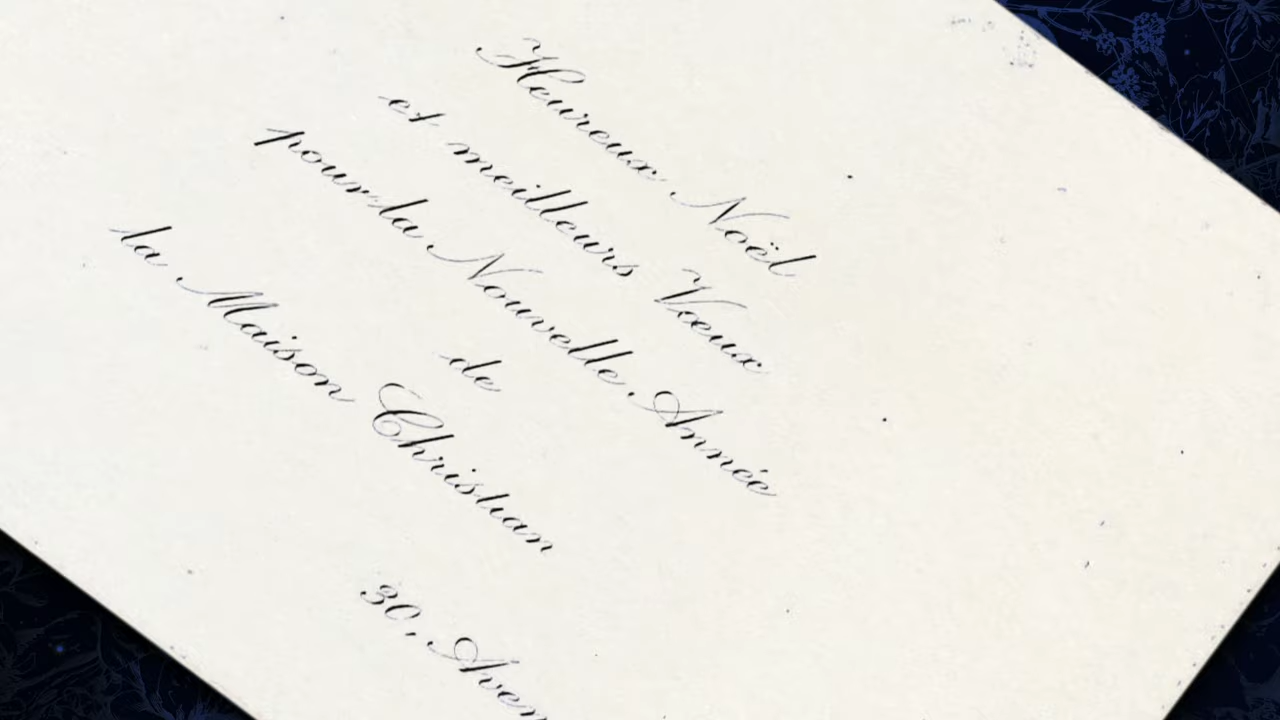 Heureux Noël
et meilleurs Vœux
pour la Nouvelle Année
de
la Maison Christian
30, Aven